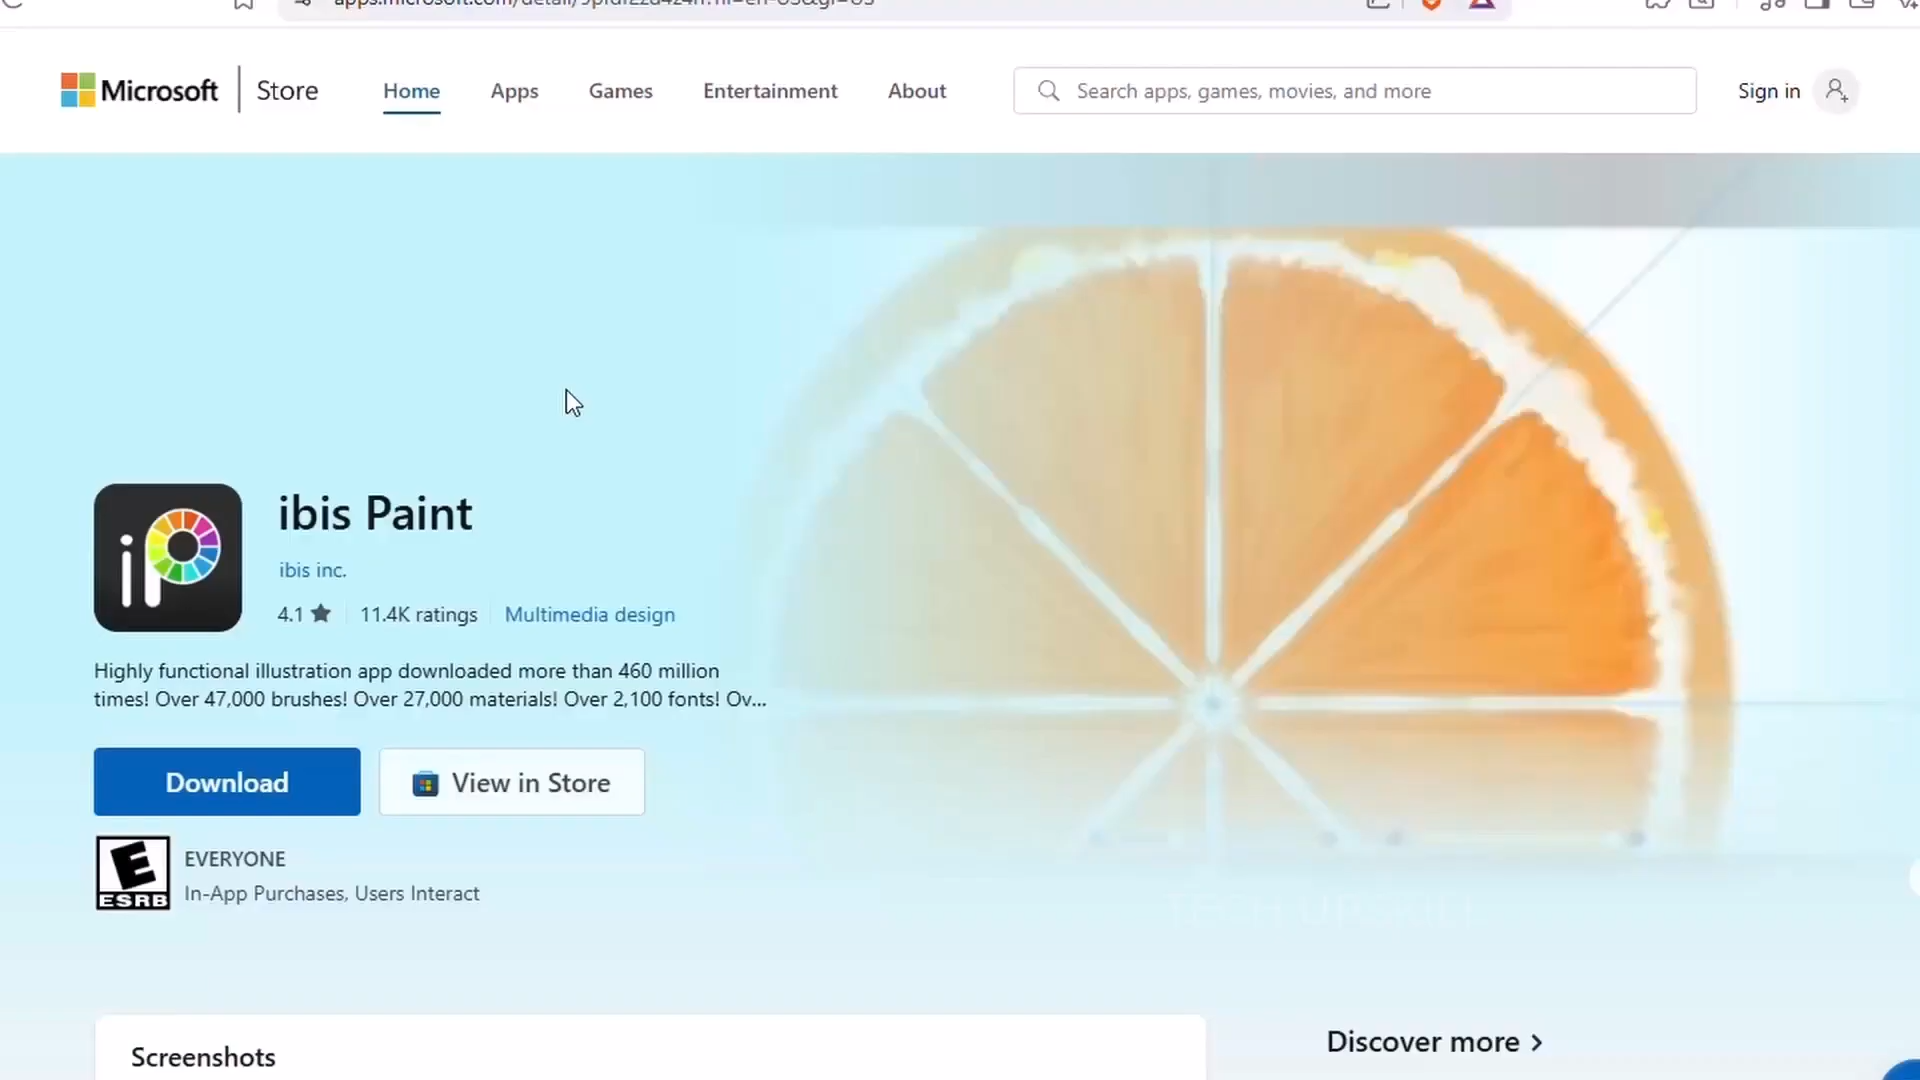 Microsoft
Store
Home
Apps
Games
Entertainment
About
Search apps, games, movies, and more
Sign in
ibis Paint
ibis inc.
4.1
11.4K ratings
Multimedia design
Highly functional illustration app downloaded more than 460 million
times! Over 47,000 brushes! Over 27,000 materials! Over 2,100 fonts! Ov...
Download
View in Store
E
ESRB
EVERYONE
In-App Purchases, Users Interact
TECH UPSKILL
Screenshots
Discover more